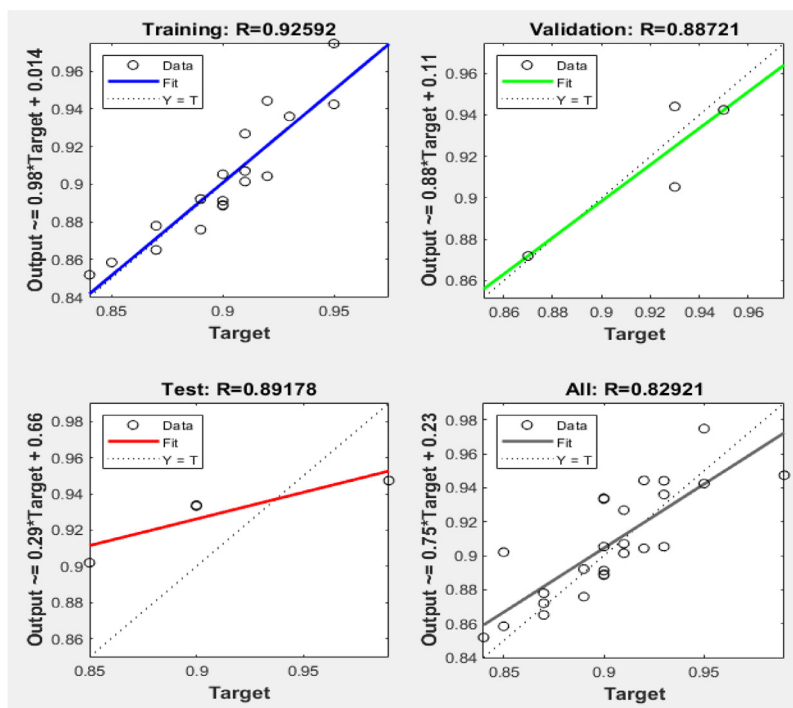 Training: R=0.92592
Output ~= 0.98*Target + 0.014
0.96
0.94
0.92
0.9
0.88
0.86
0.84
Data
Fit
Y = T
0.85
0.9
0.95
Target
Validation: R=0.88721
Output ~= 0.88*Target + 0.11
0.96
0.94
0.92
0.9
0.88
0.86
Data
Fit
Y = T
0.86
0.88
0.9
0.92
0.94
0.96
Target
Test: R=0.89178
Output ~= 0.29*Target + 0.66
0.98
0.96
0.94
0.92
0.9
0.88
0.86
Data
Fit
Y = T
0.85
0.9
0.95
Target
All: R=0.82921
Output ~= 0.75*Target + 0.23
0.98
0.96
0.94
0.92
0.9
0.88
0.86
0.84
Data
Fit
Y = T
0.85
0.9
0.95
Target